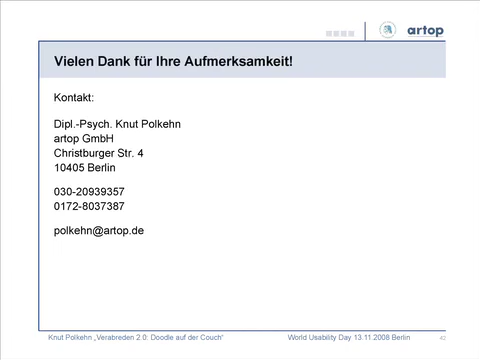 artop
Vielen Dank für Ihre Aufmerksamkeit!
Kontakt:
Dipl.-Psych. Knut Polkehn
artop GmbH
Christburger Str. 4
10405 Berlin
030-20939357
0172-8037387
polkehn@artop.de
Knut Polkehn „Verabreden 2.0: Doodle auf der Couch“ World Usability Day 13.11.2008 Berlin 42